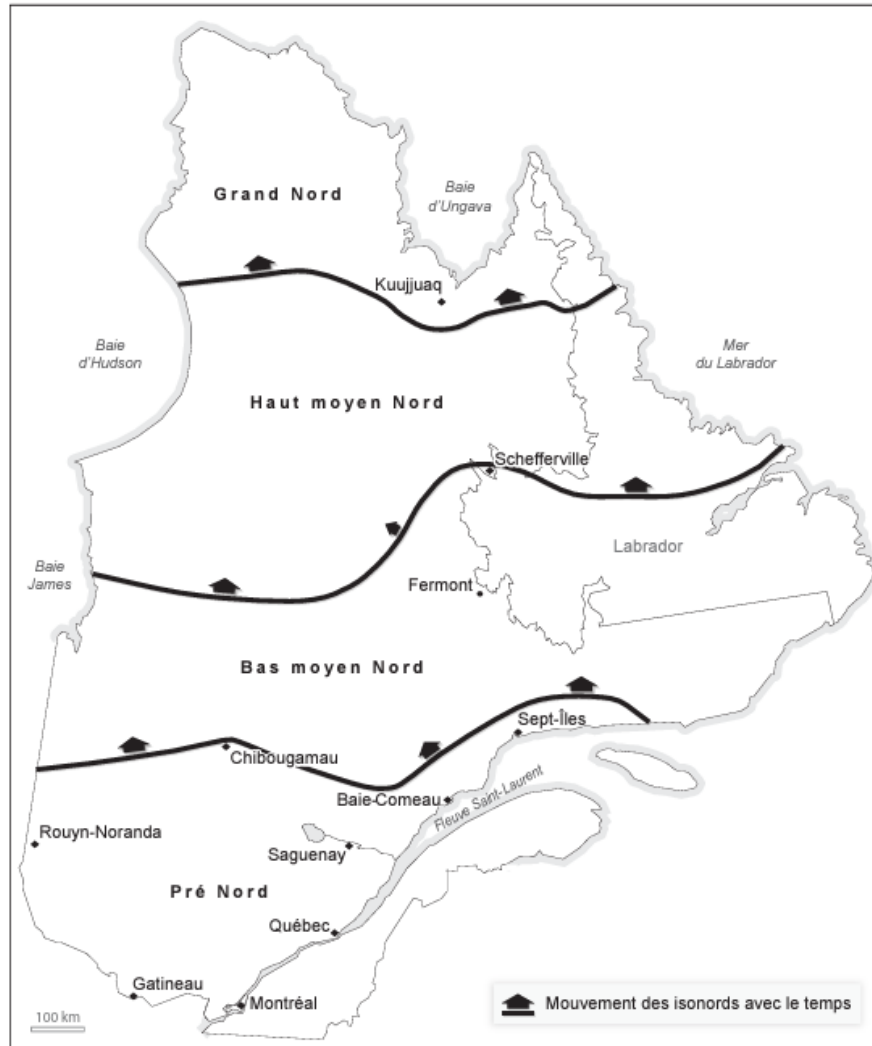 Grand Nord
Baie
d'Ungava
Kuujjuaq
Baie
d'Hudson
Mer
du Labrador
Haut moyen Nord
Schefferville
Labrador
Baie
James
Fermont
Bas moyen Nord
Sept-Îles
Chibougamau
Baie-Comeau
Fleuve Saint-Laurent
Rouyn-Noranda
Saguenay
Pré Nord
Québec
Gatineau
Montréal
Mouvement des isonords avec le temps
100 km